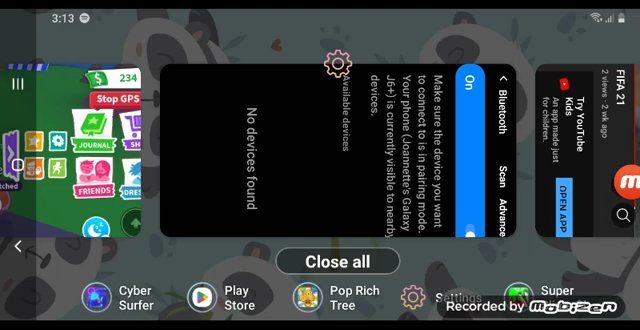 3:13
234
Stop GPS
JOURNAL
FRIENDS
No devices found
Available devices
Make sure the device you want
to connect to is in pairing mode.
Your phone (Joannette's Galaxy
J6+) is currently visible to nearby
devices.
On
Bluetooth
Scan
Advance
FIFA 21
2 views · 2 wk ago
Try YouTube
Kids
An app made just
for children.
OPEN APP
Close all
Cyber
Surfer
Play
Store
Pop Rich
Tree
Settings
Super
Recorded by mobizen